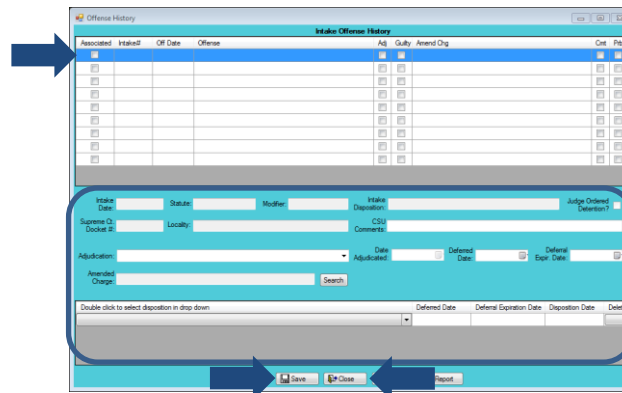 Offense History
Intake Offense History
Associated Intake# Off Date Offense Adj Guilty Amend Chg Cmt
Intake Date: Statute: Modifier: Intake Disposition: Judge Ordered Detention?
Supreme Ct. Docket #: Locality: CSU Comments:
Adjudication: Date Adjudicated: Deferred Date: Deferral Expir. Date:
Amended Charge: Search
Double click to select disposition in drop down Deferred Date Deferral Expiration Date Disposition Date
Save Close Report